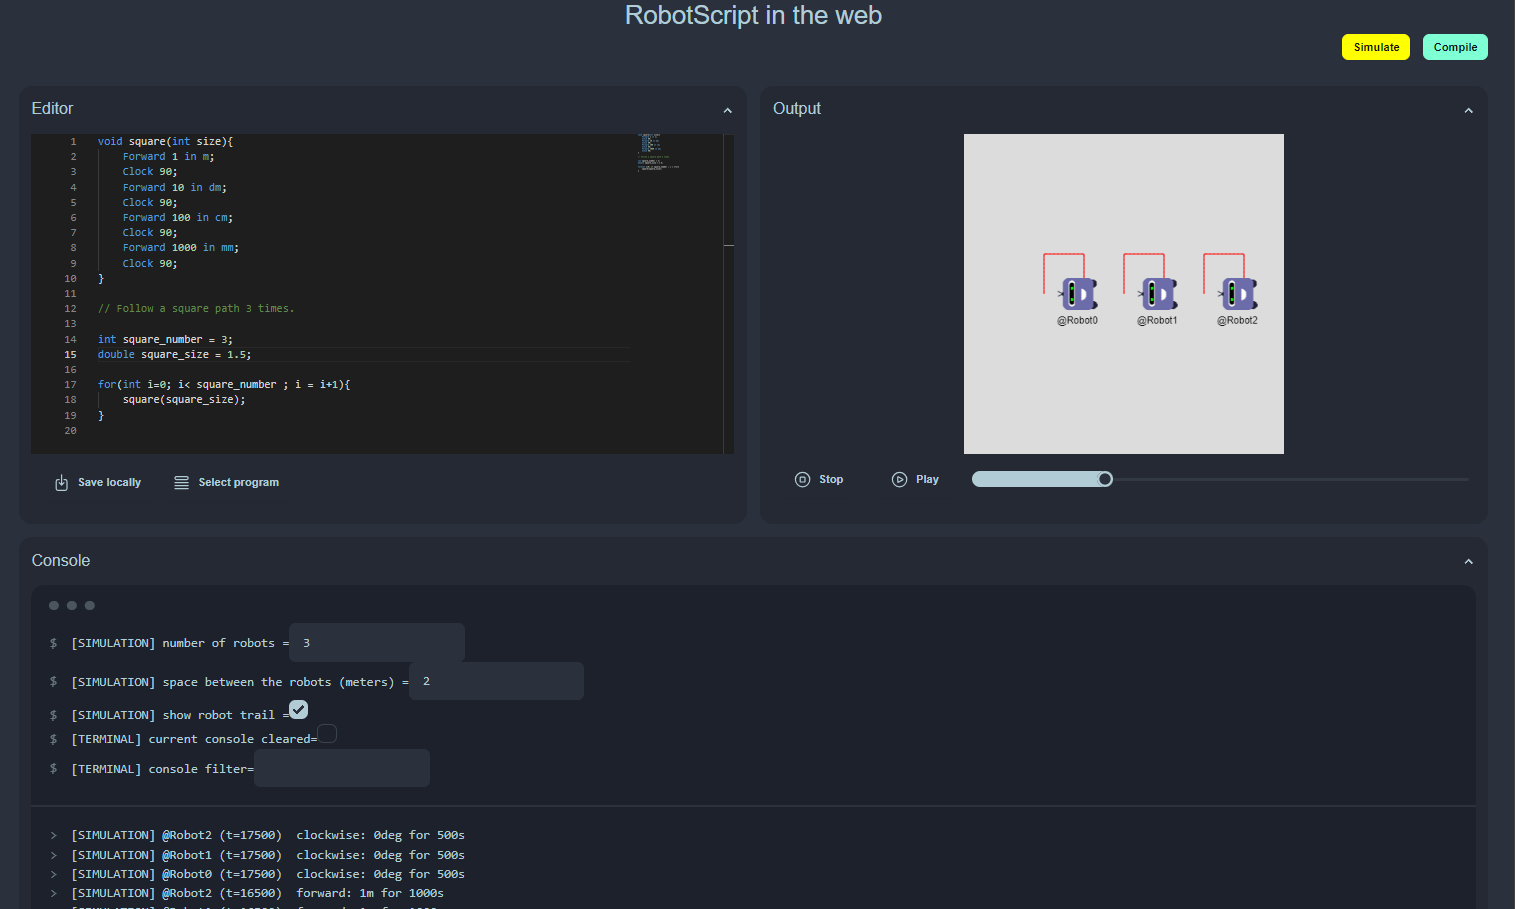 RobotScript in the web
Simulate
Compile
Editor
1 void square(int size){
2 Forward 1 in m;
3 Clock 90;
4 Forward 10 in dm;
5 Clock 90;
6 Forward 100 in cm;
7 Clock 90;
8 Forward 1000 in mm;
9 Clock 90;
10 }
11
12 // Follow a square path 3 times.
13
14 int square_number = 3;
15 double square_size = 1.5;
16
17 for(int i=0; i< square_number ; i = i+1){
18 square(square_size);
19 }
20
Save locally
Select program
Output
@Robot0
@Robot1
@Robot2
Stop
Play
Console
$ [SIMULATION] number of robots = 3
$ [SIMULATION] space between the robots (meters) = 2
$ [SIMULATION] show robot trail =
$ [TERMINAL] current console cleared=
$ [TERMINAL] console filter=
> [SIMULATION] @Robot2 (t=17500) clockwise: 0deg for 500s
> [SIMULATION] @Robot1 (t=17500) clockwise: 0deg for 500s
> [SIMULATION] @Robot0 (t=17500) clockwise: 0deg for 500s
> [SIMULATION] @Robot2 (t=16500) forward: 1m for 1000s